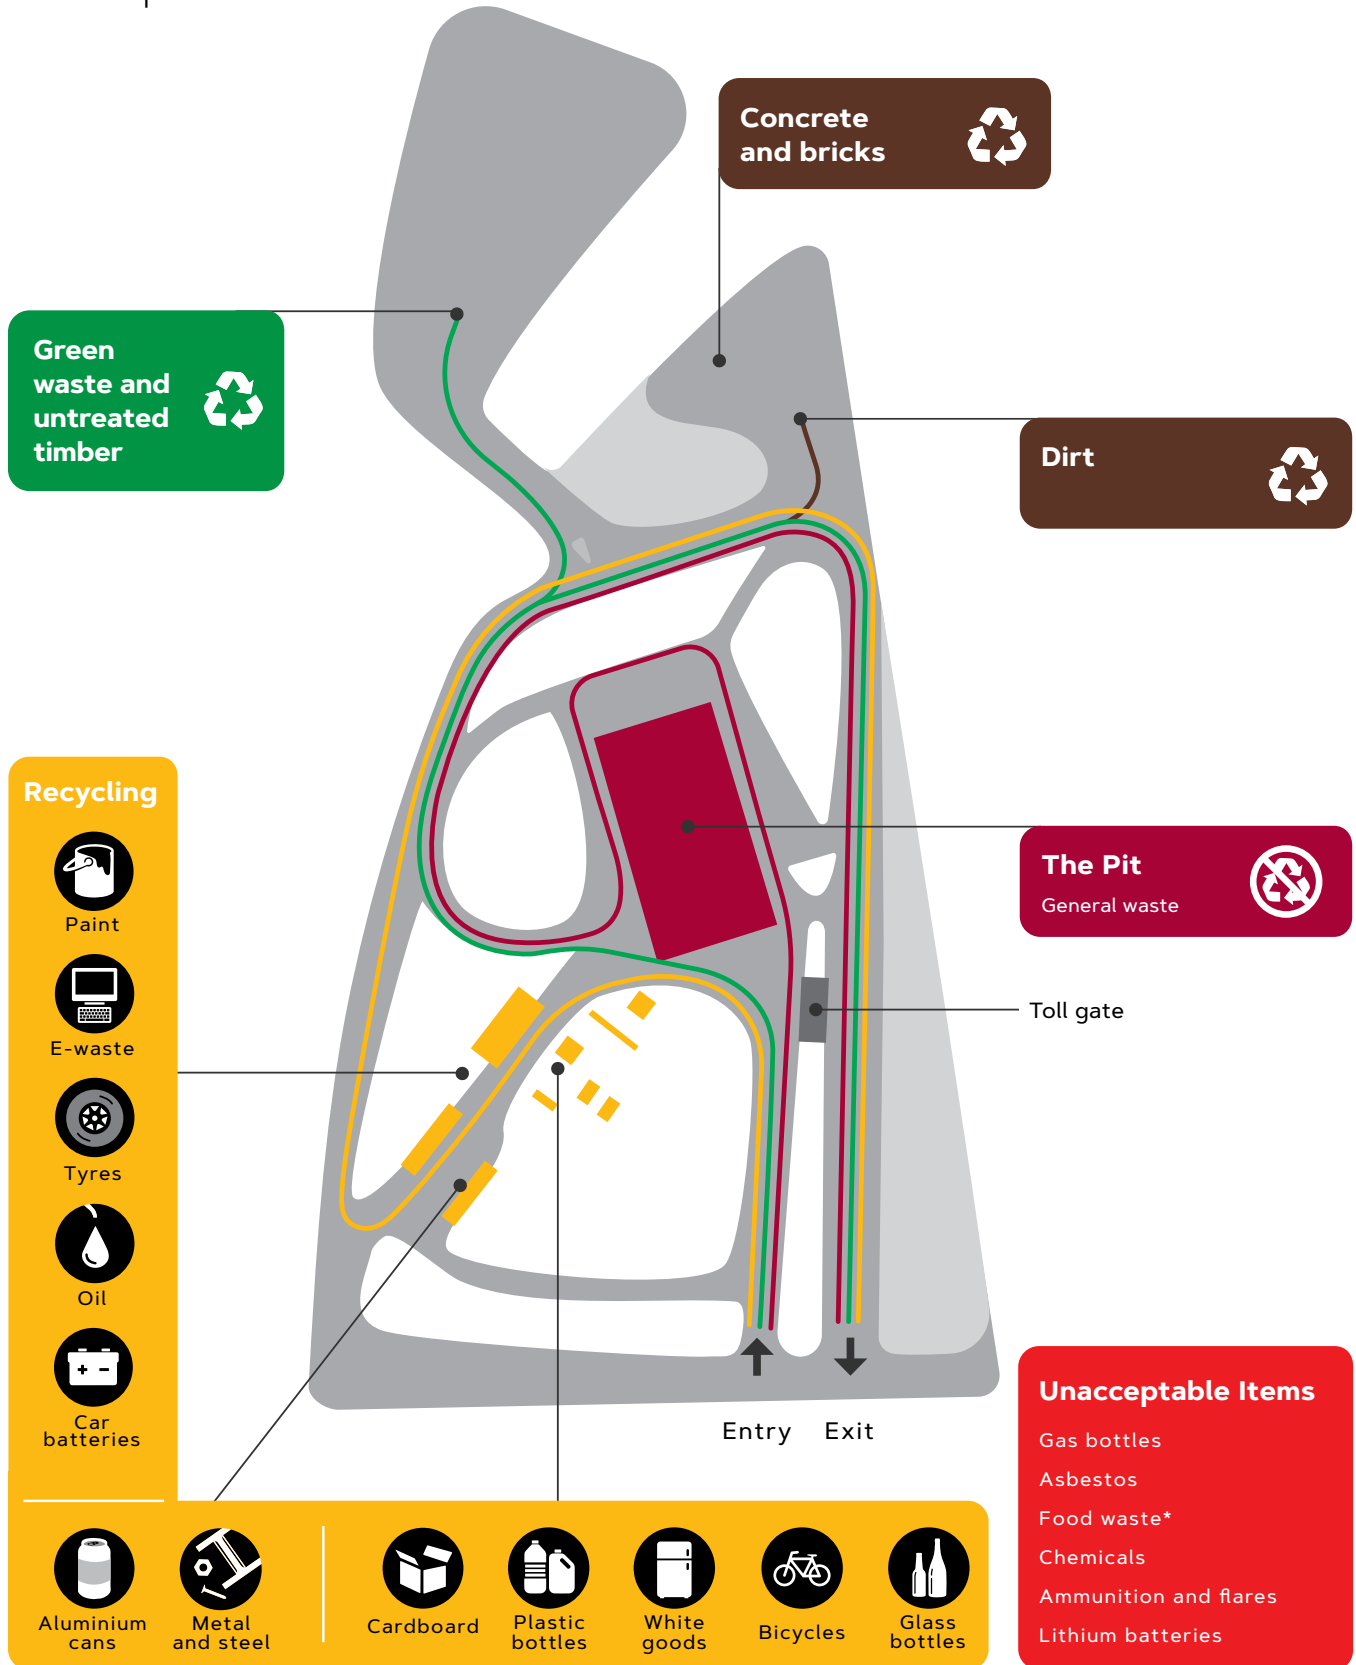 Concrete
and bricks
Green
waste and
untreated
timber
Dirt
Recycling
Paint
E-waste
Tyres
Oil
Car
batteries
The Pit
General waste
Toll gate
Entry
Exit
Unacceptable Items
Gas bottles
Asbestos
Food waste*
Chemicals
Ammunition and flares
Lithium batteries
Aluminium
cans
Metal
and steel
Cardboard
Plastic
bottles
White
goods
Bicycles
Glass
bottles